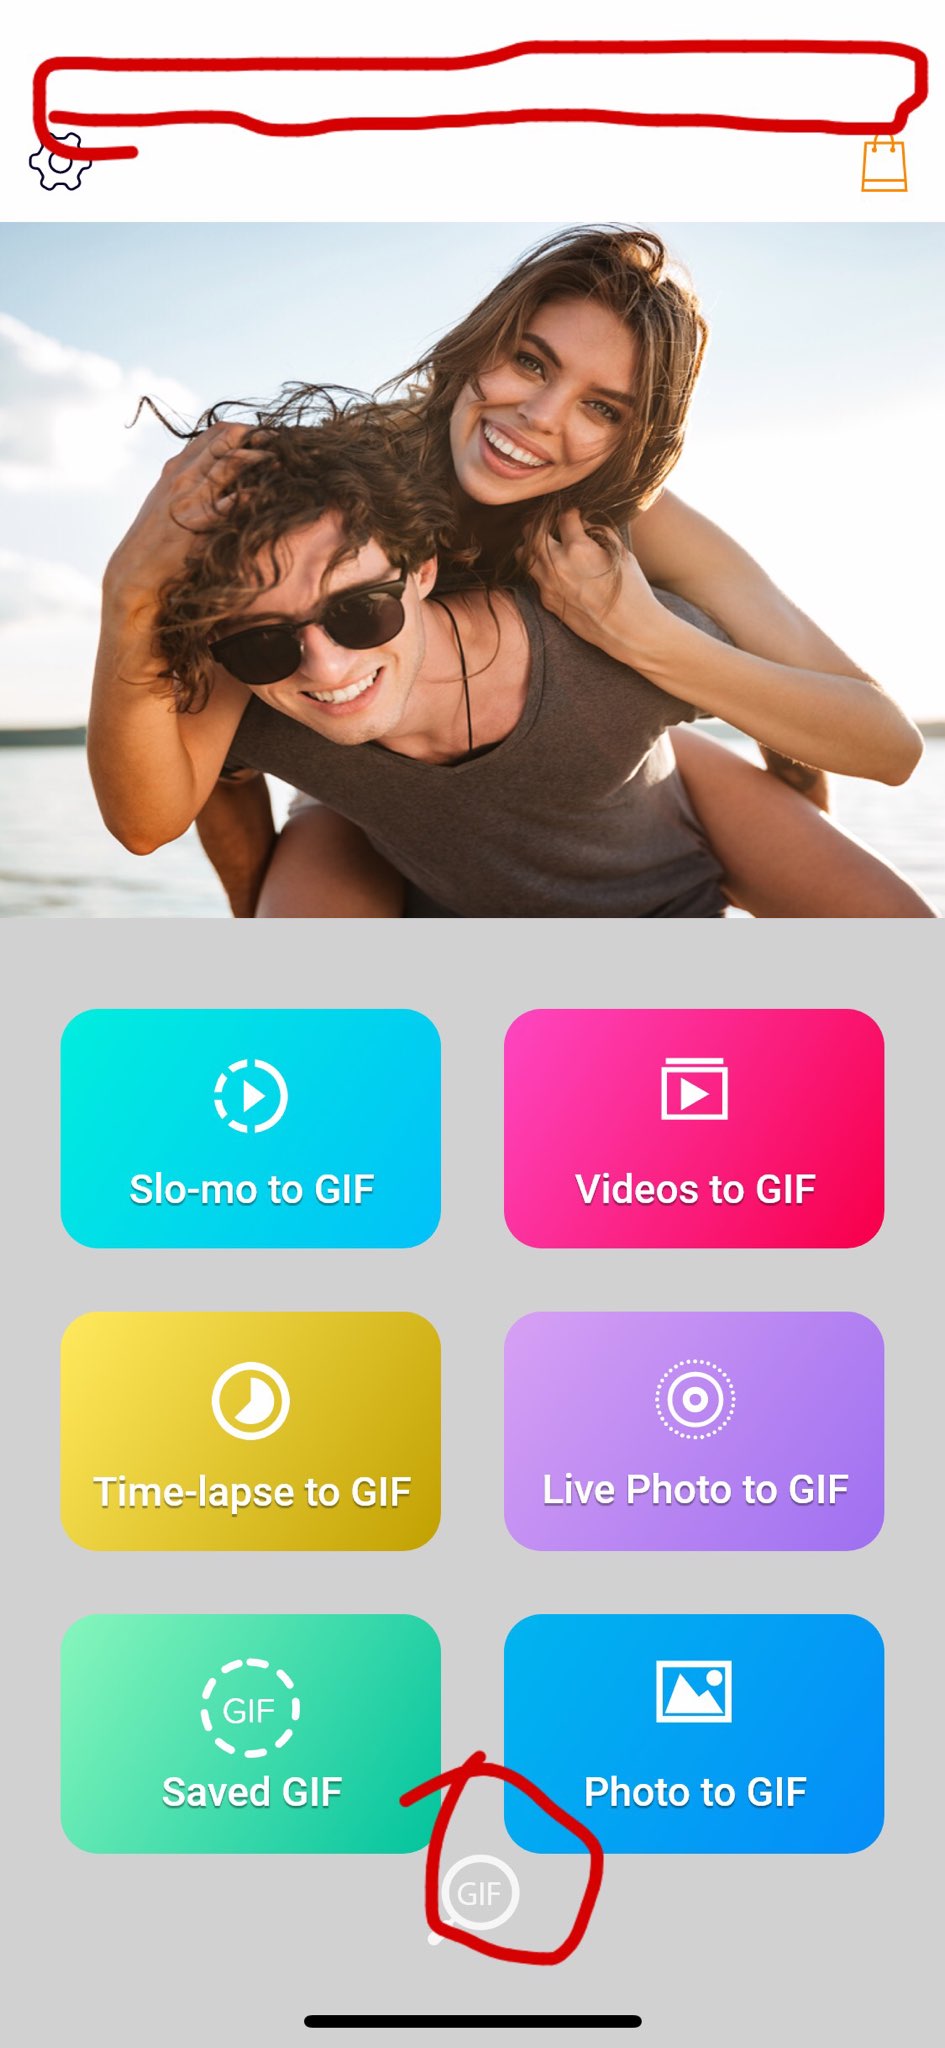 Slo-mo to GIF
Videos to GIF
Time-lapse to GIF
Live Photo to GIF
GIF
Saved GIF
Photo to GIF
GIF